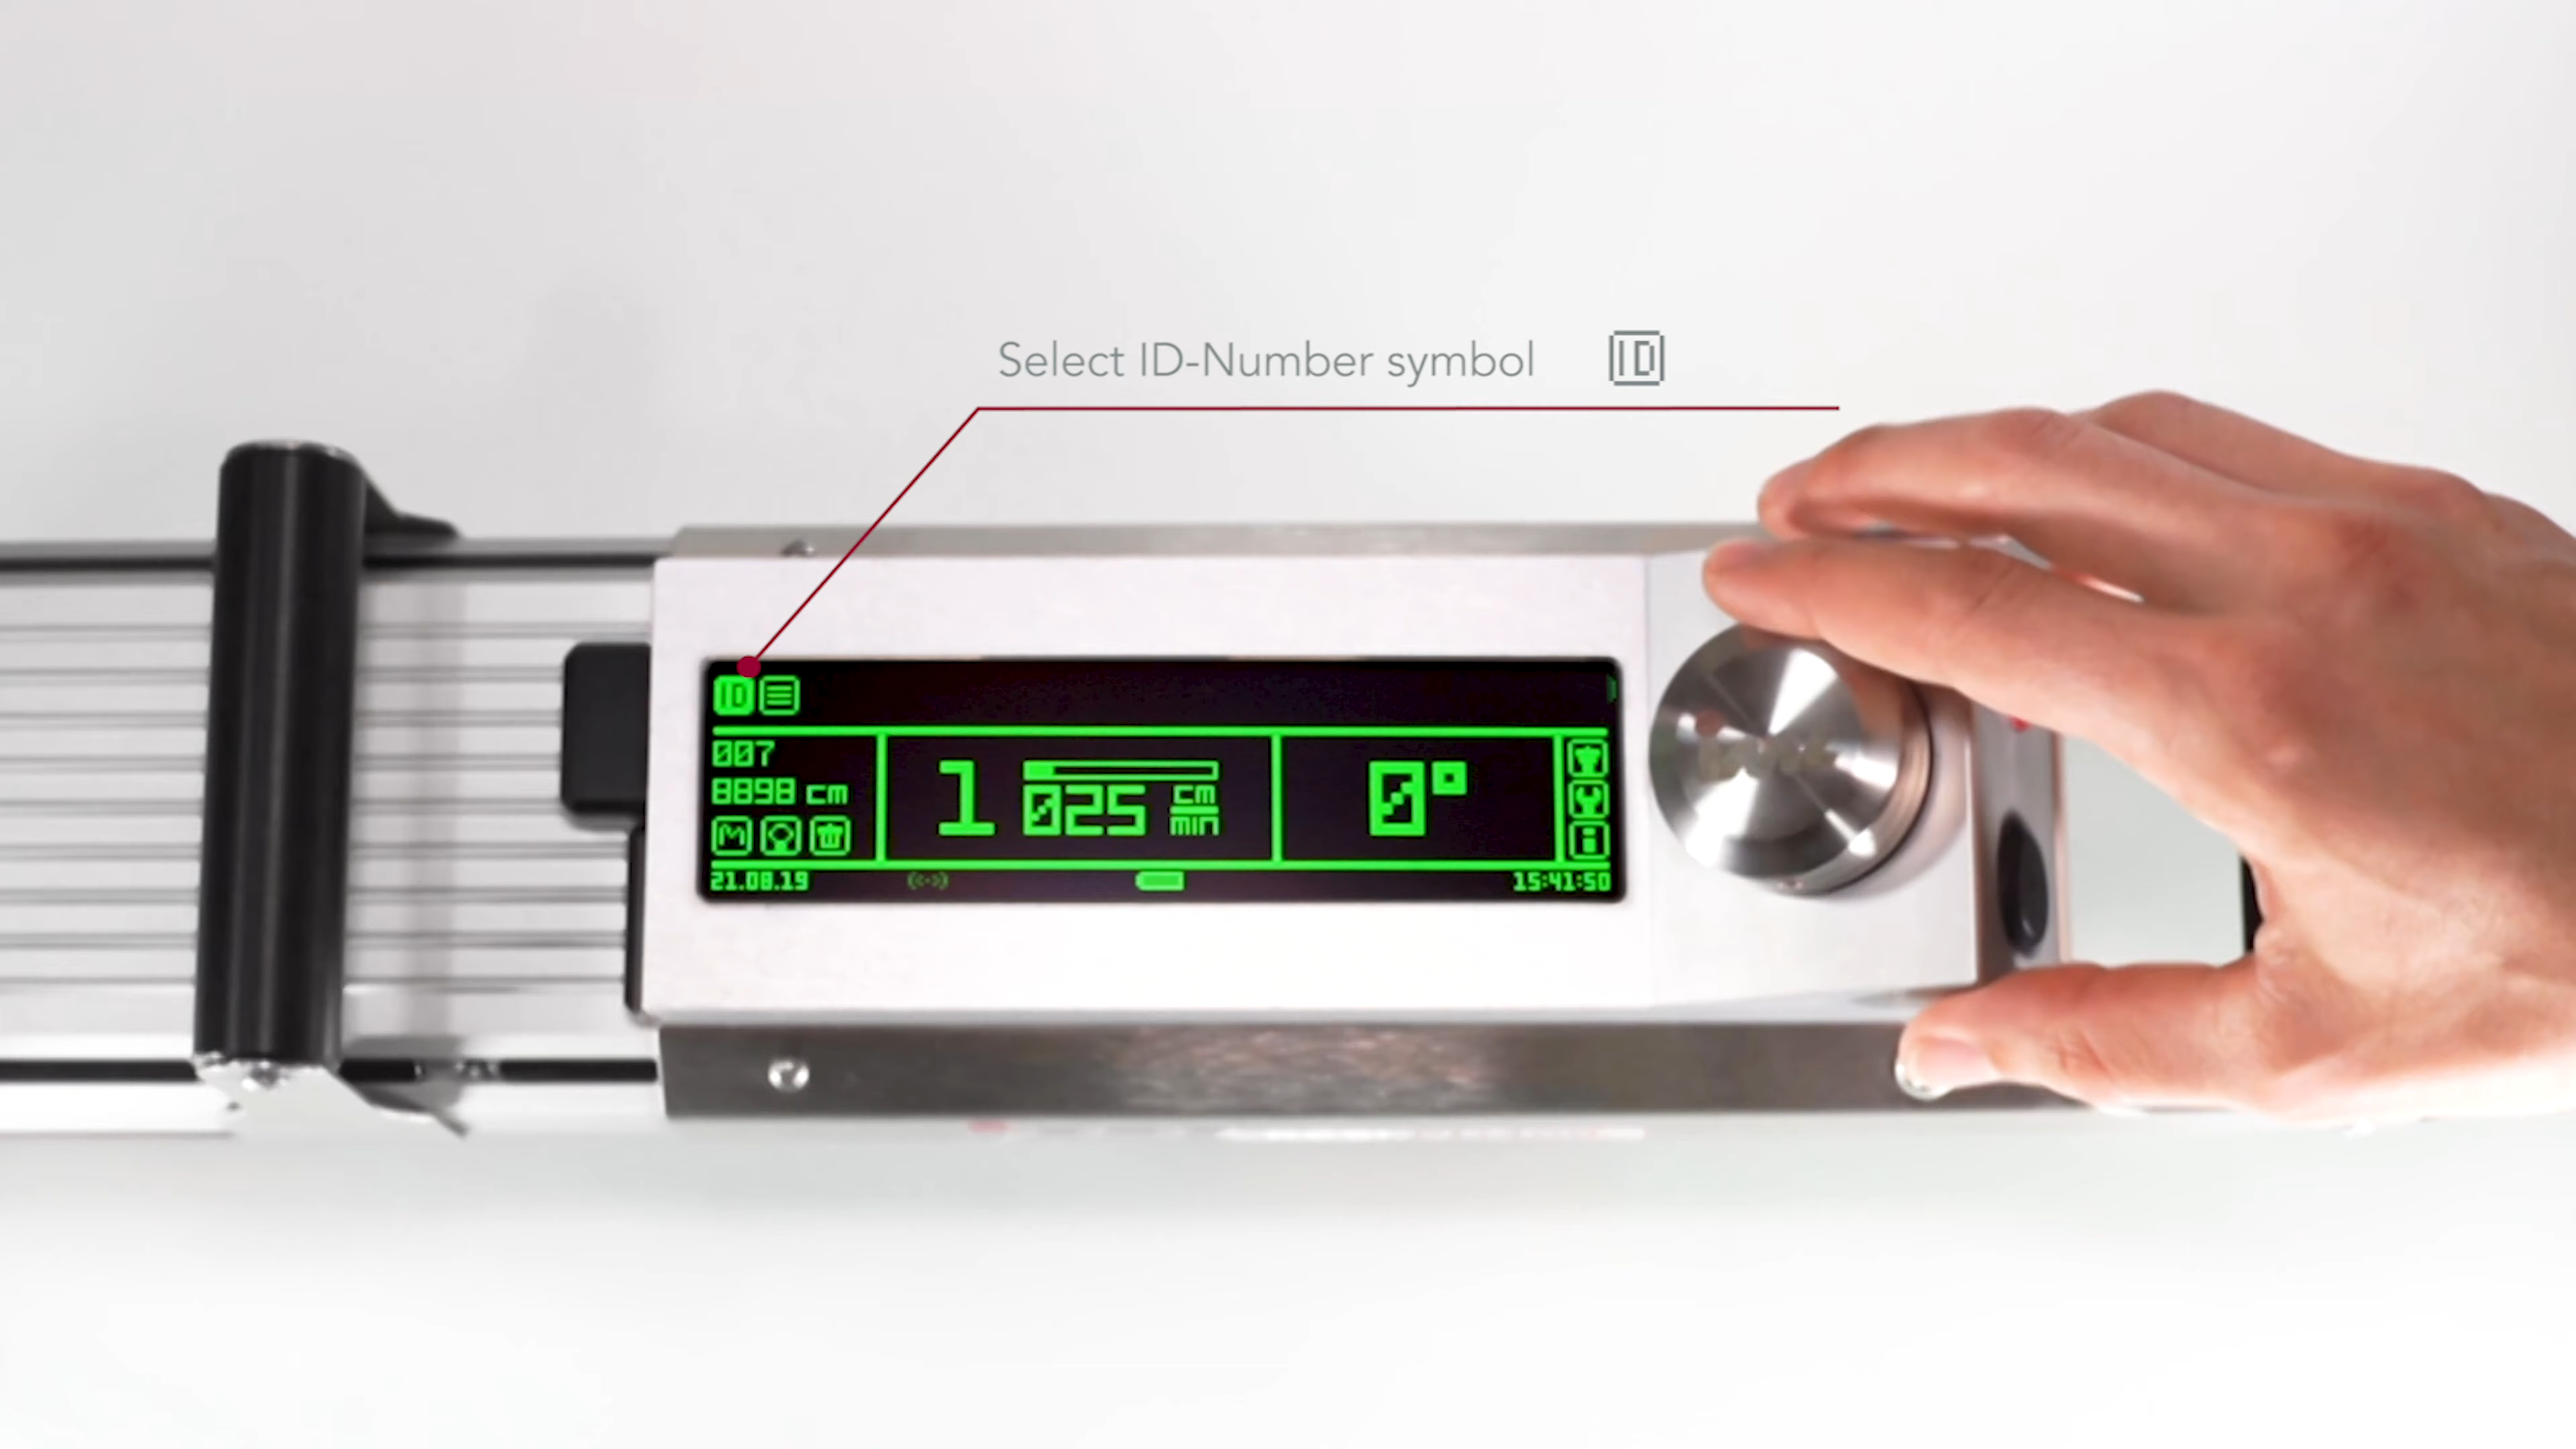 Select ID-Number symbol ID
ID
007
8898 cm
1 025 cm min
0°
M
21.08.19
15:41:50